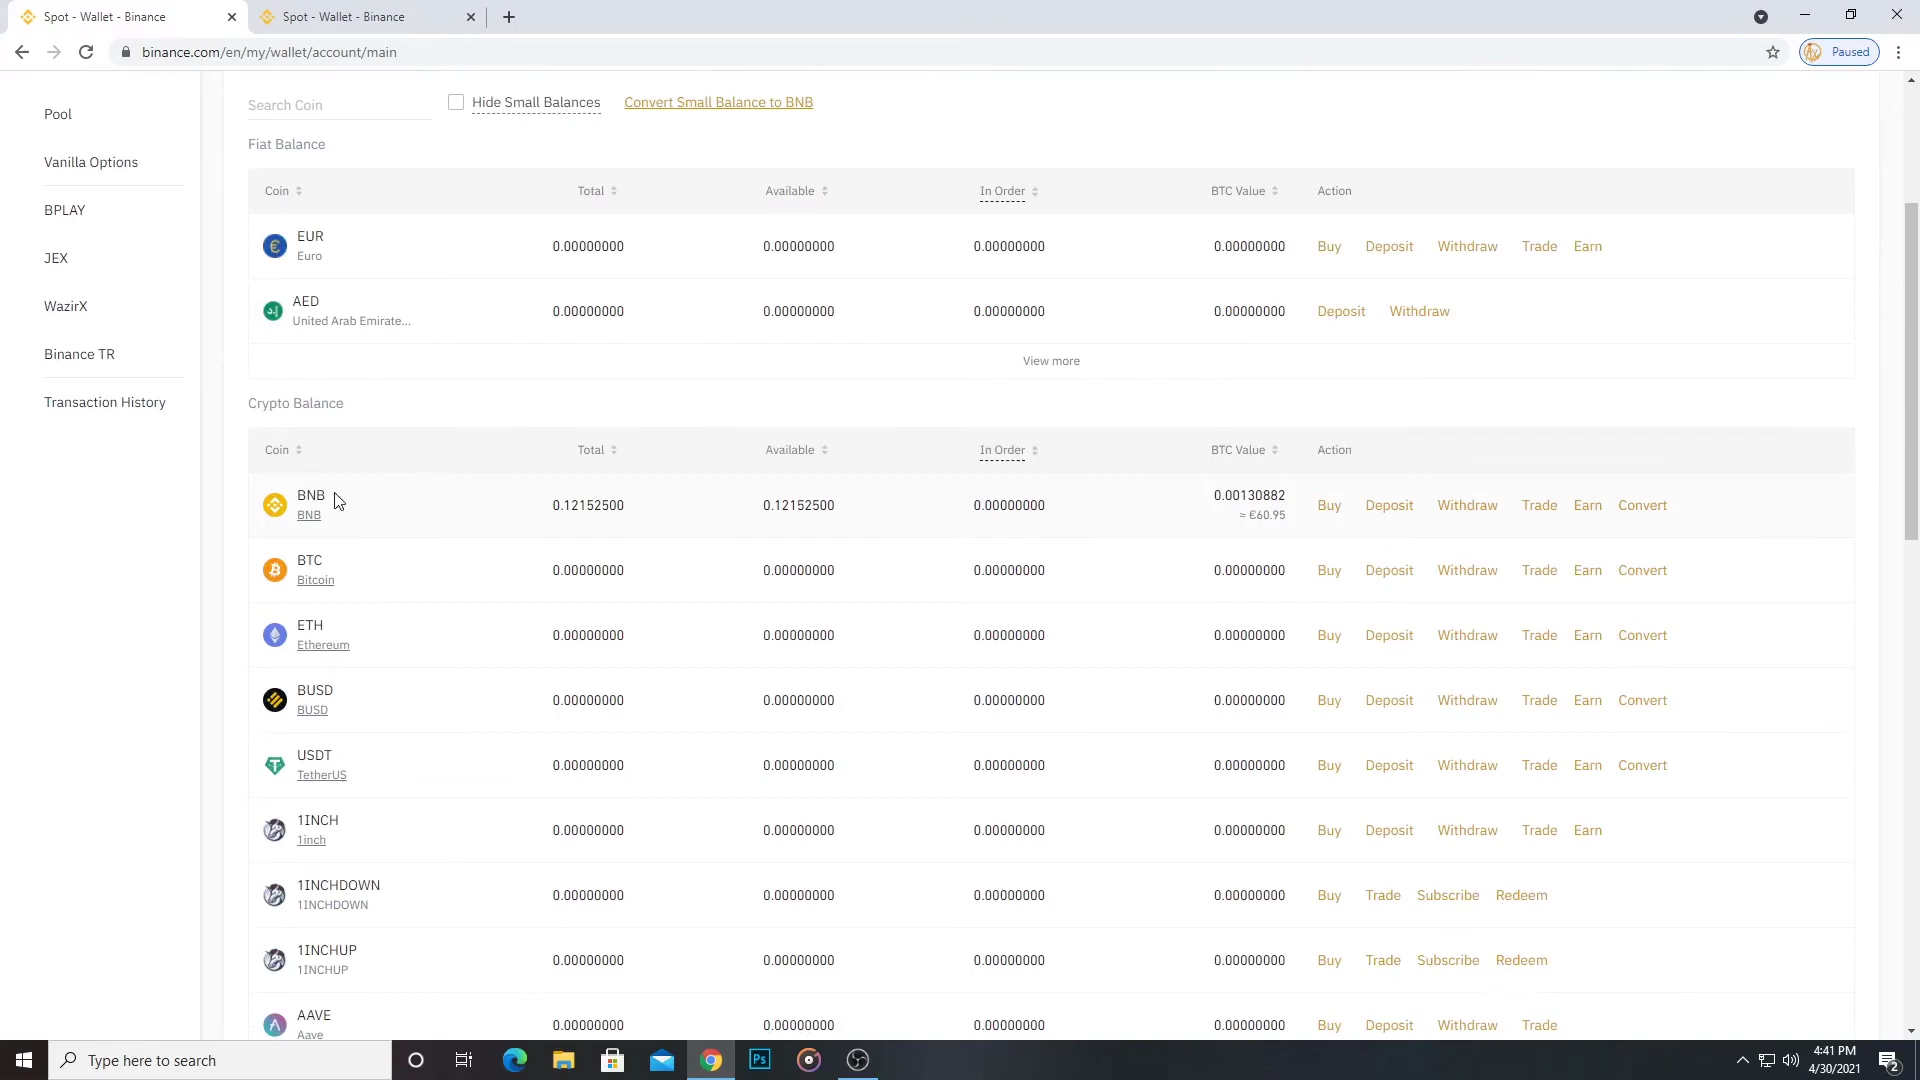 Spot - Wallet - Binance
Spot - Wallet - Binance
binance.com/en/my/wallet/account/main
Paused
Pool
Vanilla Options
BPLAY
JEX
WazirX
Binance TR
Transaction History
Search Coin
Hide Small Balances
Convert Small Balance to BNB
Fiat Balance
Coin Total Available In Order BTC Value Action
EUR
Euro
0.00000000 0.00000000 0.00000000 0.00000000 Buy Deposit Withdraw Trade Earn
AED
United Arab Emirate...
0.00000000 0.00000000 0.00000000 0.00000000 Deposit Withdraw
View more
Crypto Balance
Coin Total Available In Order BTC Value Action
BNB
BNB
0.12152500 0.12152500 0.00000000 0.00130882
≈ €60.95
Buy Deposit Withdraw Trade Earn Convert
BTC
Bitcoin
0.00000000 0.00000000 0.00000000 0.00000000 Buy Deposit Withdraw Trade Earn Convert
ETH
Ethereum
0.00000000 0.00000000 0.00000000 0.00000000 Buy Deposit Withdraw Trade Earn Convert
BUSD
BUSD
0.00000000 0.00000000 0.00000000 0.00000000 Buy Deposit Withdraw Trade Earn Convert
USDT
TetherUS
0.00000000 0.00000000 0.00000000 0.00000000 Buy Deposit Withdraw Trade Earn Convert
1INCH
1inch
0.00000000 0.00000000 0.00000000 0.00000000 Buy Deposit Withdraw Trade Earn
1INCHDOWN
1INCHDOWN
0.00000000 0.00000000 0.00000000 0.00000000 Buy Trade Subscribe Redeem
1INCHUP
1INCHUP
0.00000000 0.00000000 0.00000000 0.00000000 Buy Trade Subscribe Redeem
AAVE
Aave
0.00000000 0.00000000 0.00000000 0.00000000 Buy Deposit Withdraw Trade
Type here to search
Ps
4:41 PM
4/30/2021
2